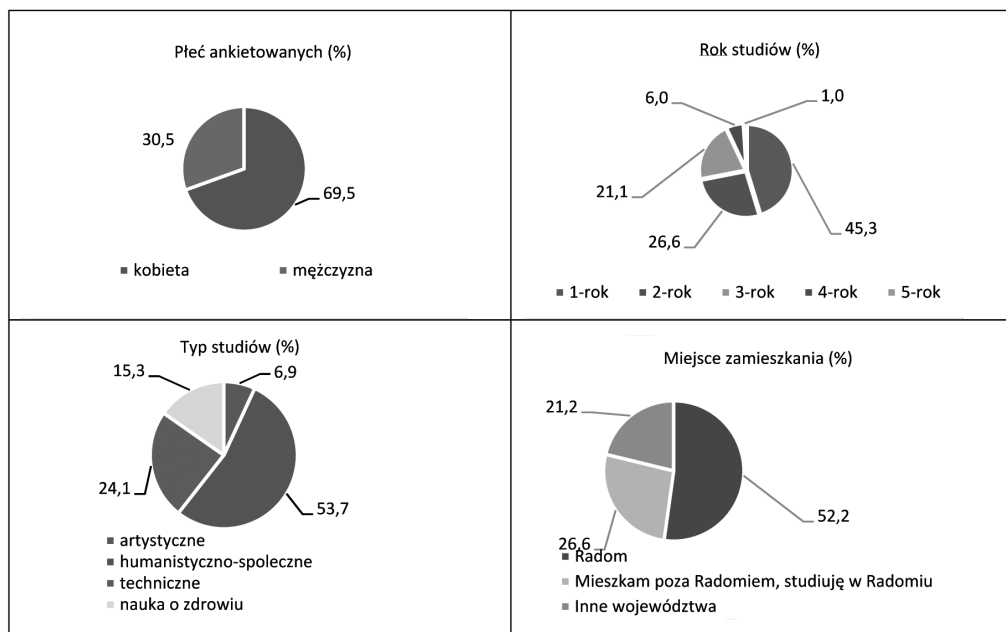 Płeć ankietowanych (%)
30,5
69,5
kobieta mężczyzna
Rok studiów (%)
6,0 1,0
21,1
26,6 45,3
1-rok 2-rok 3-rok 4-rok 5-rok
Typ studiów (%)
15,3 6,9
24,1 53,7
artystyczne
humanistyczno-społeczne
techniczne
nauka o zdrowiu
Miejsce zamieszkania (%)
21,2
52,2
26,6
Radom
Mieszkam poza Radomiem, studiuję w Radomiu
Inne województwa